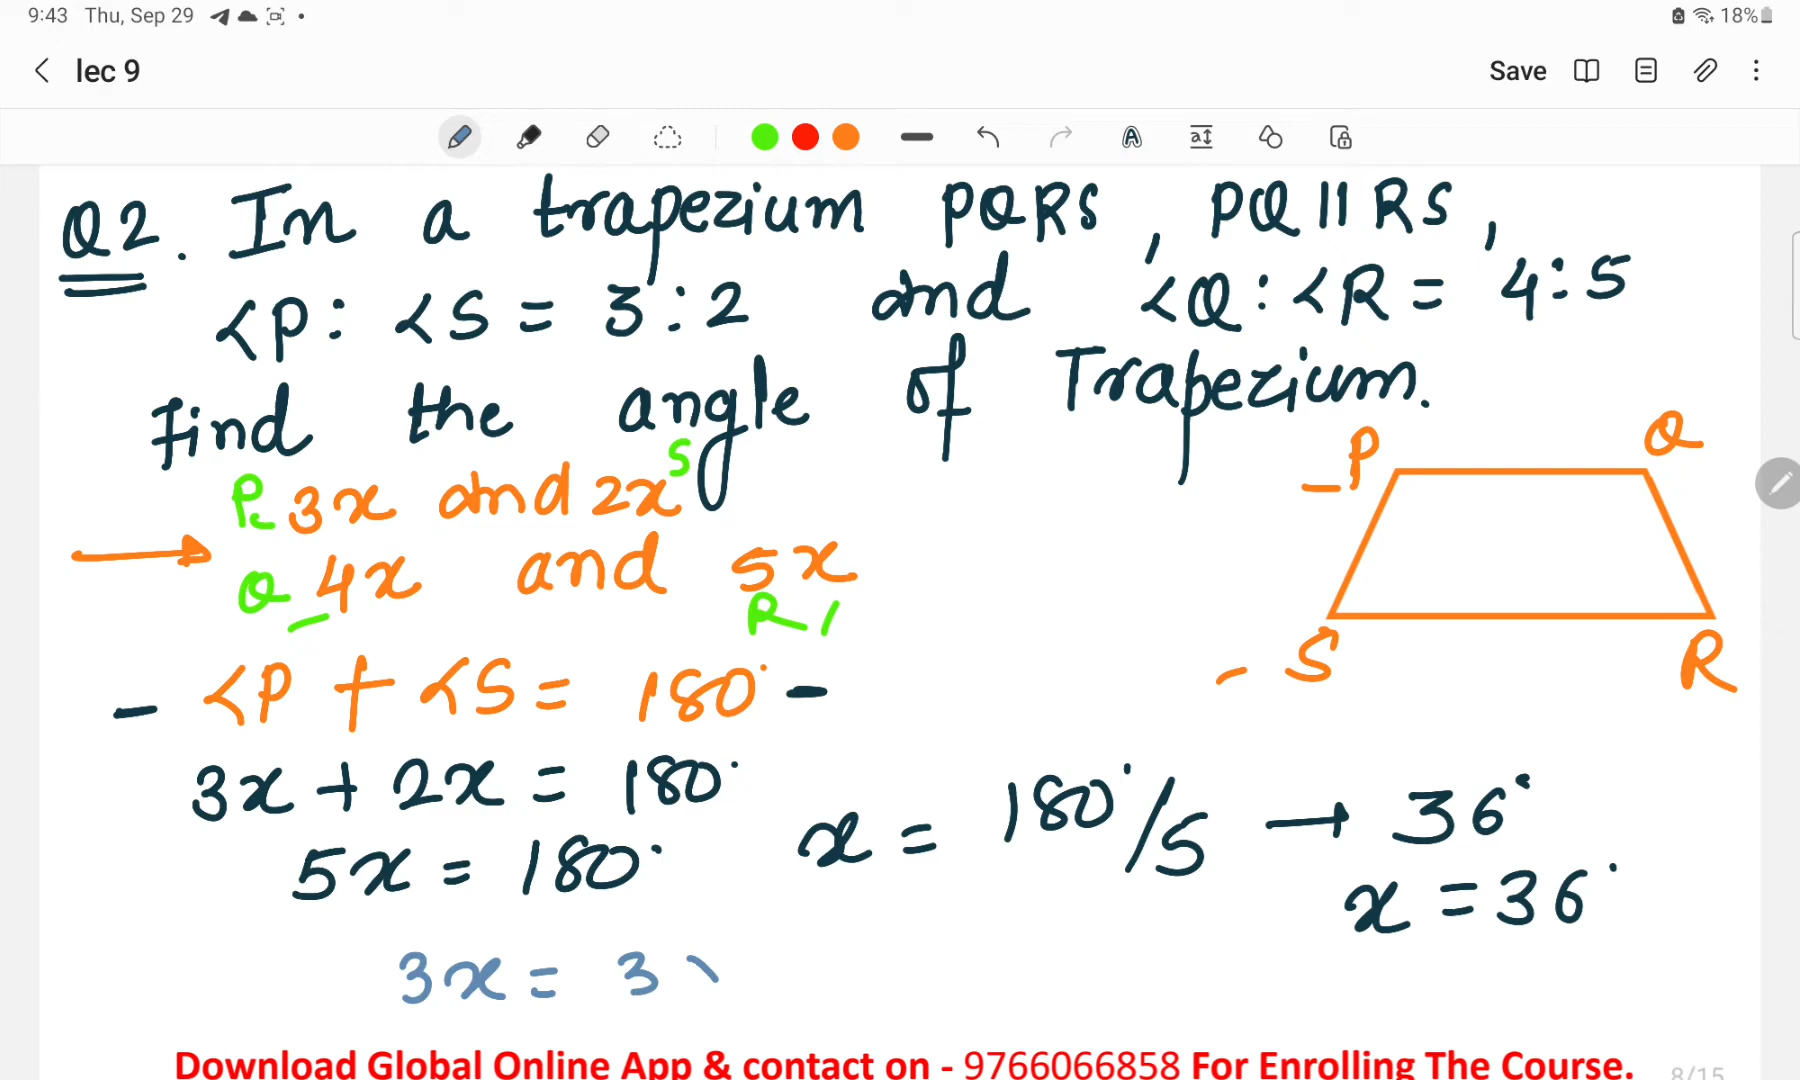 9:43 Thu, Sep 29 18%
lec 9
Save
Q2. In a trapezium PQRS, PQ || RS,
<P : <S = 3:2 and <Q : <R = 4:5
Find the angle of Trapezium.
P 3x and 2x S
Q 4x and 5x
R
P Q
S R
<P + <S = 180°
3x + 2x = 180°
5x = 180°
x = 180°/5 → 36°
x = 36°
3x = 3
Download Global Online App & contact on - 9766066858 For Enrolling The Course.
8/15